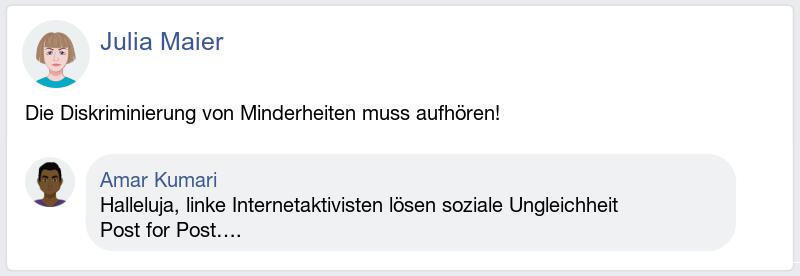 Julia Maier
Die Diskriminierung von Minderheiten muss aufhören!
Amar Kumari
Halleluja, linke Internetaktivisten lösen soziale Ungleichheit
Post for Post....